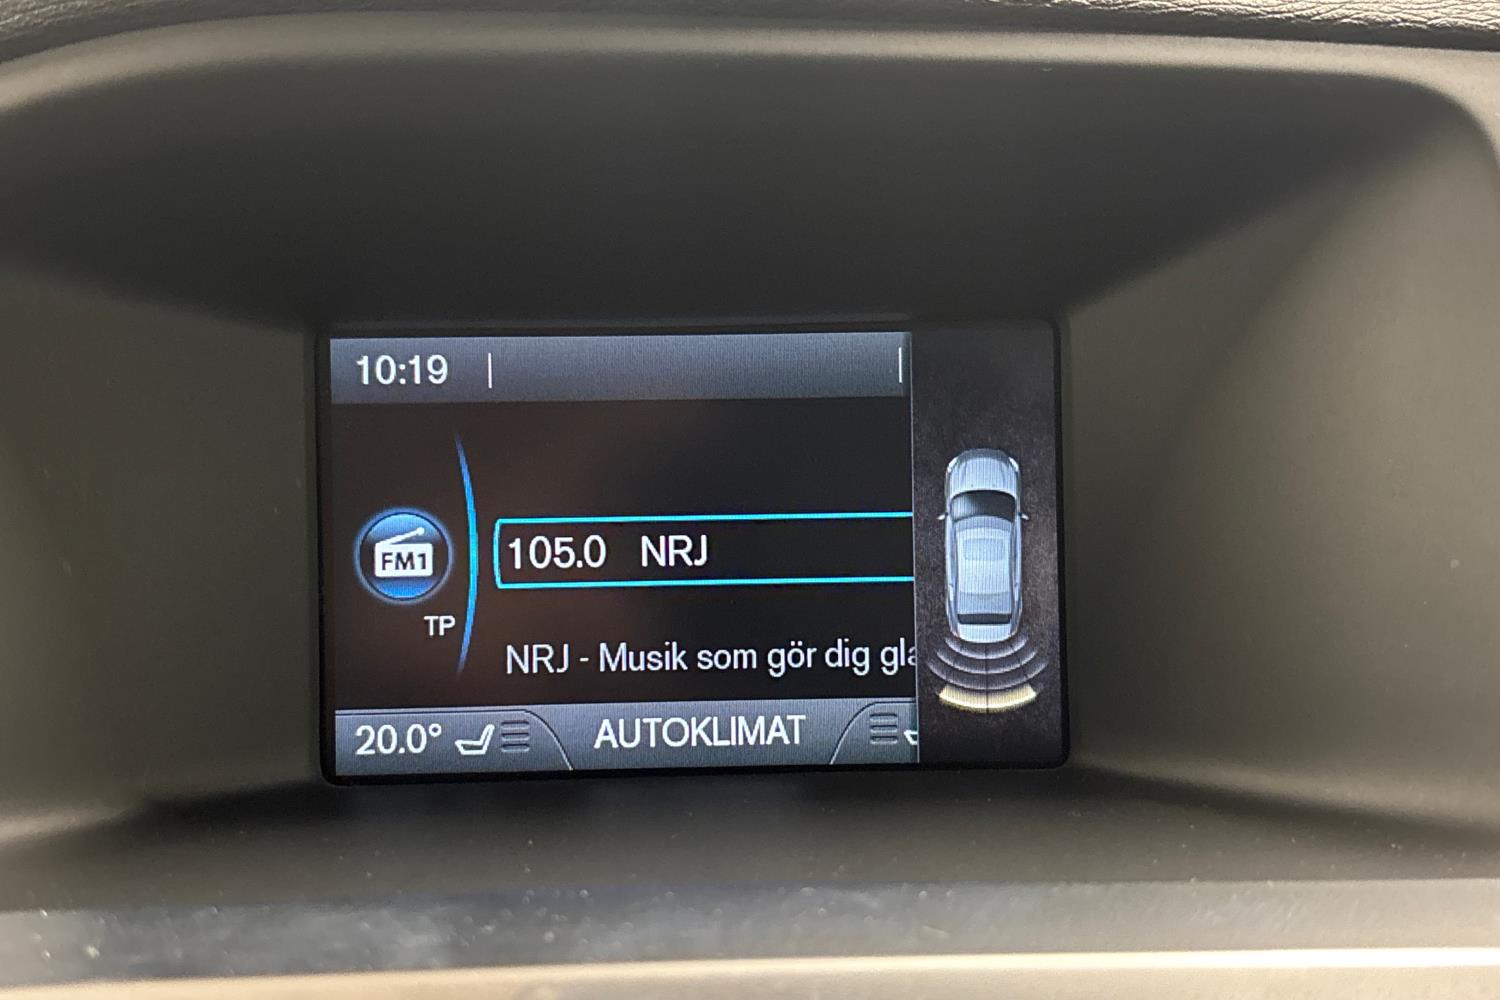 10:19
105.0 NRJ
FM1
TP
NRJ - Musik som gör dig gla
20.0° AUTOKLIMAT